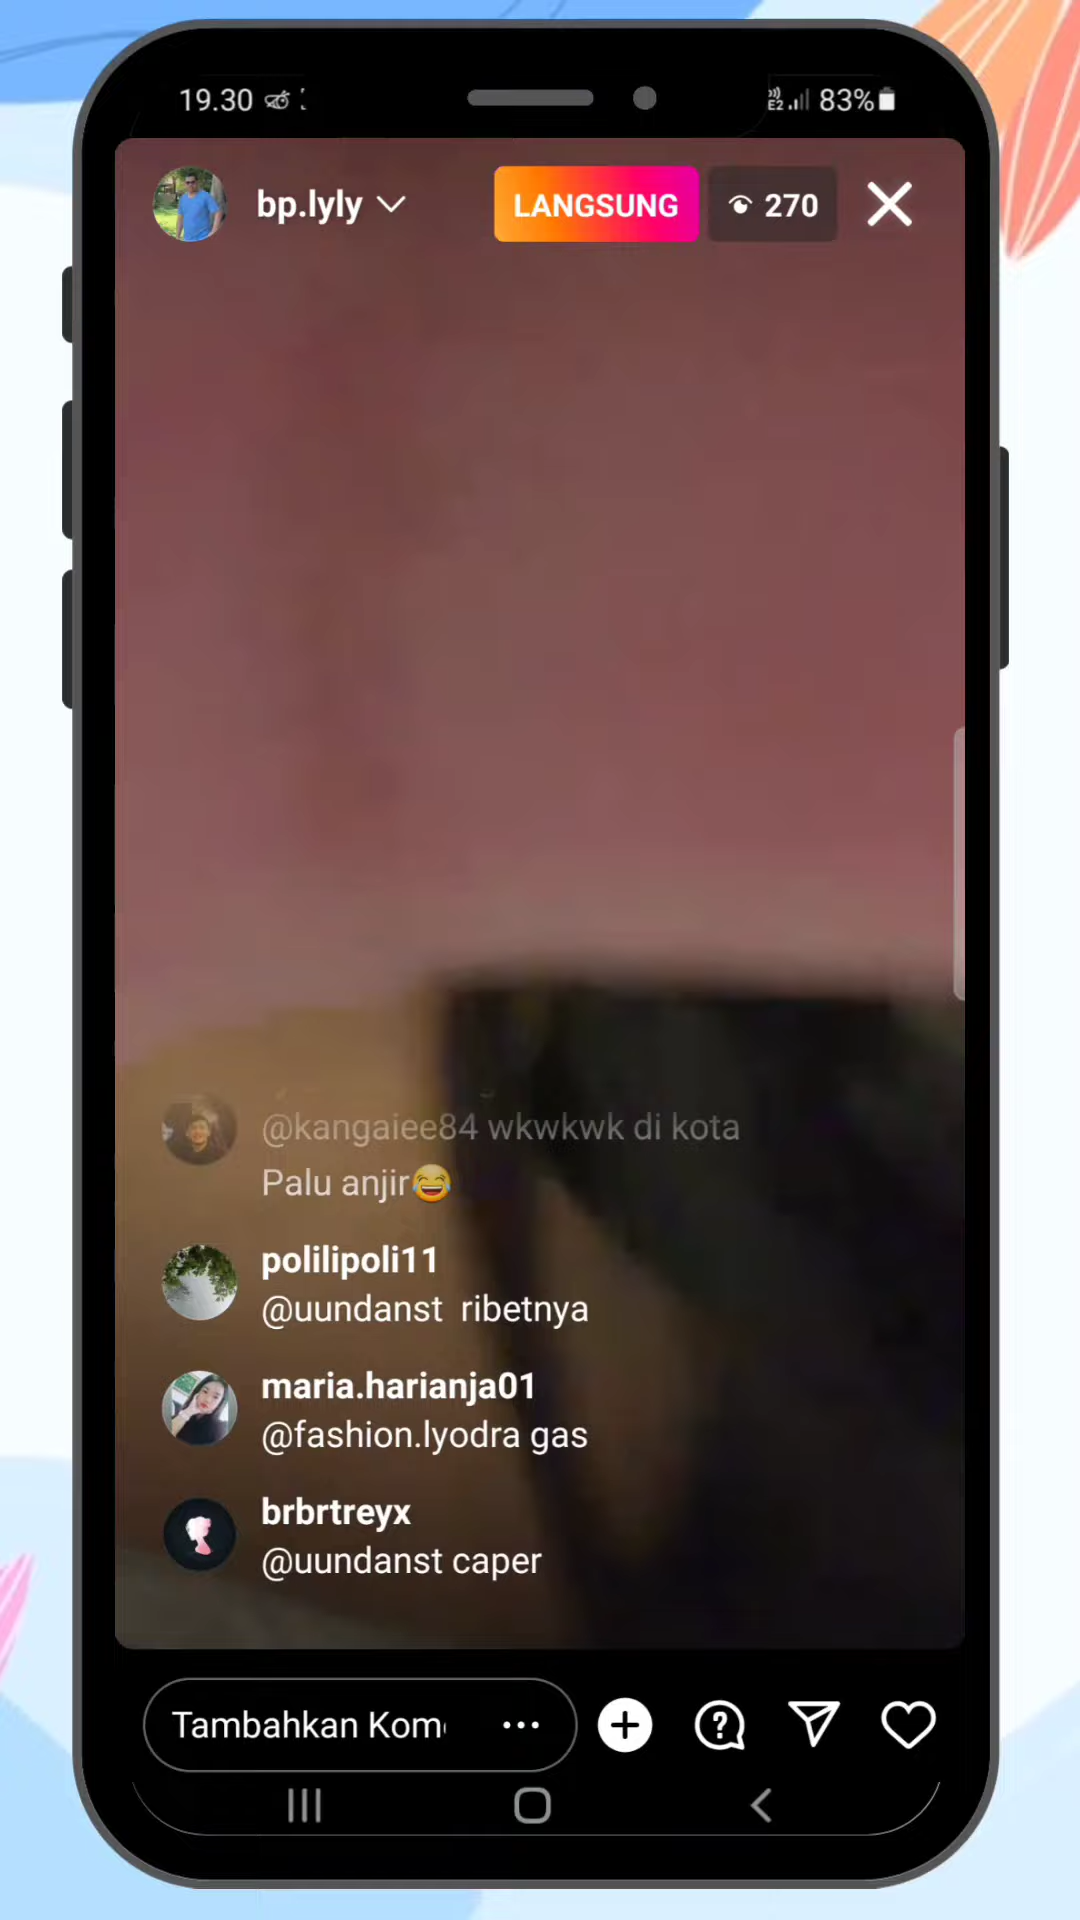 19.30
83%
bp.lyly
LANGSUNG
270
@kangaiee84 wkwkwk di kota
Palu anjir😂
polilipoli11
@uundanst ribetnya
maria.harianja01
@fashion.lyodra gas
brbrtreyx
@uundanst caper
Tambahkan Kom